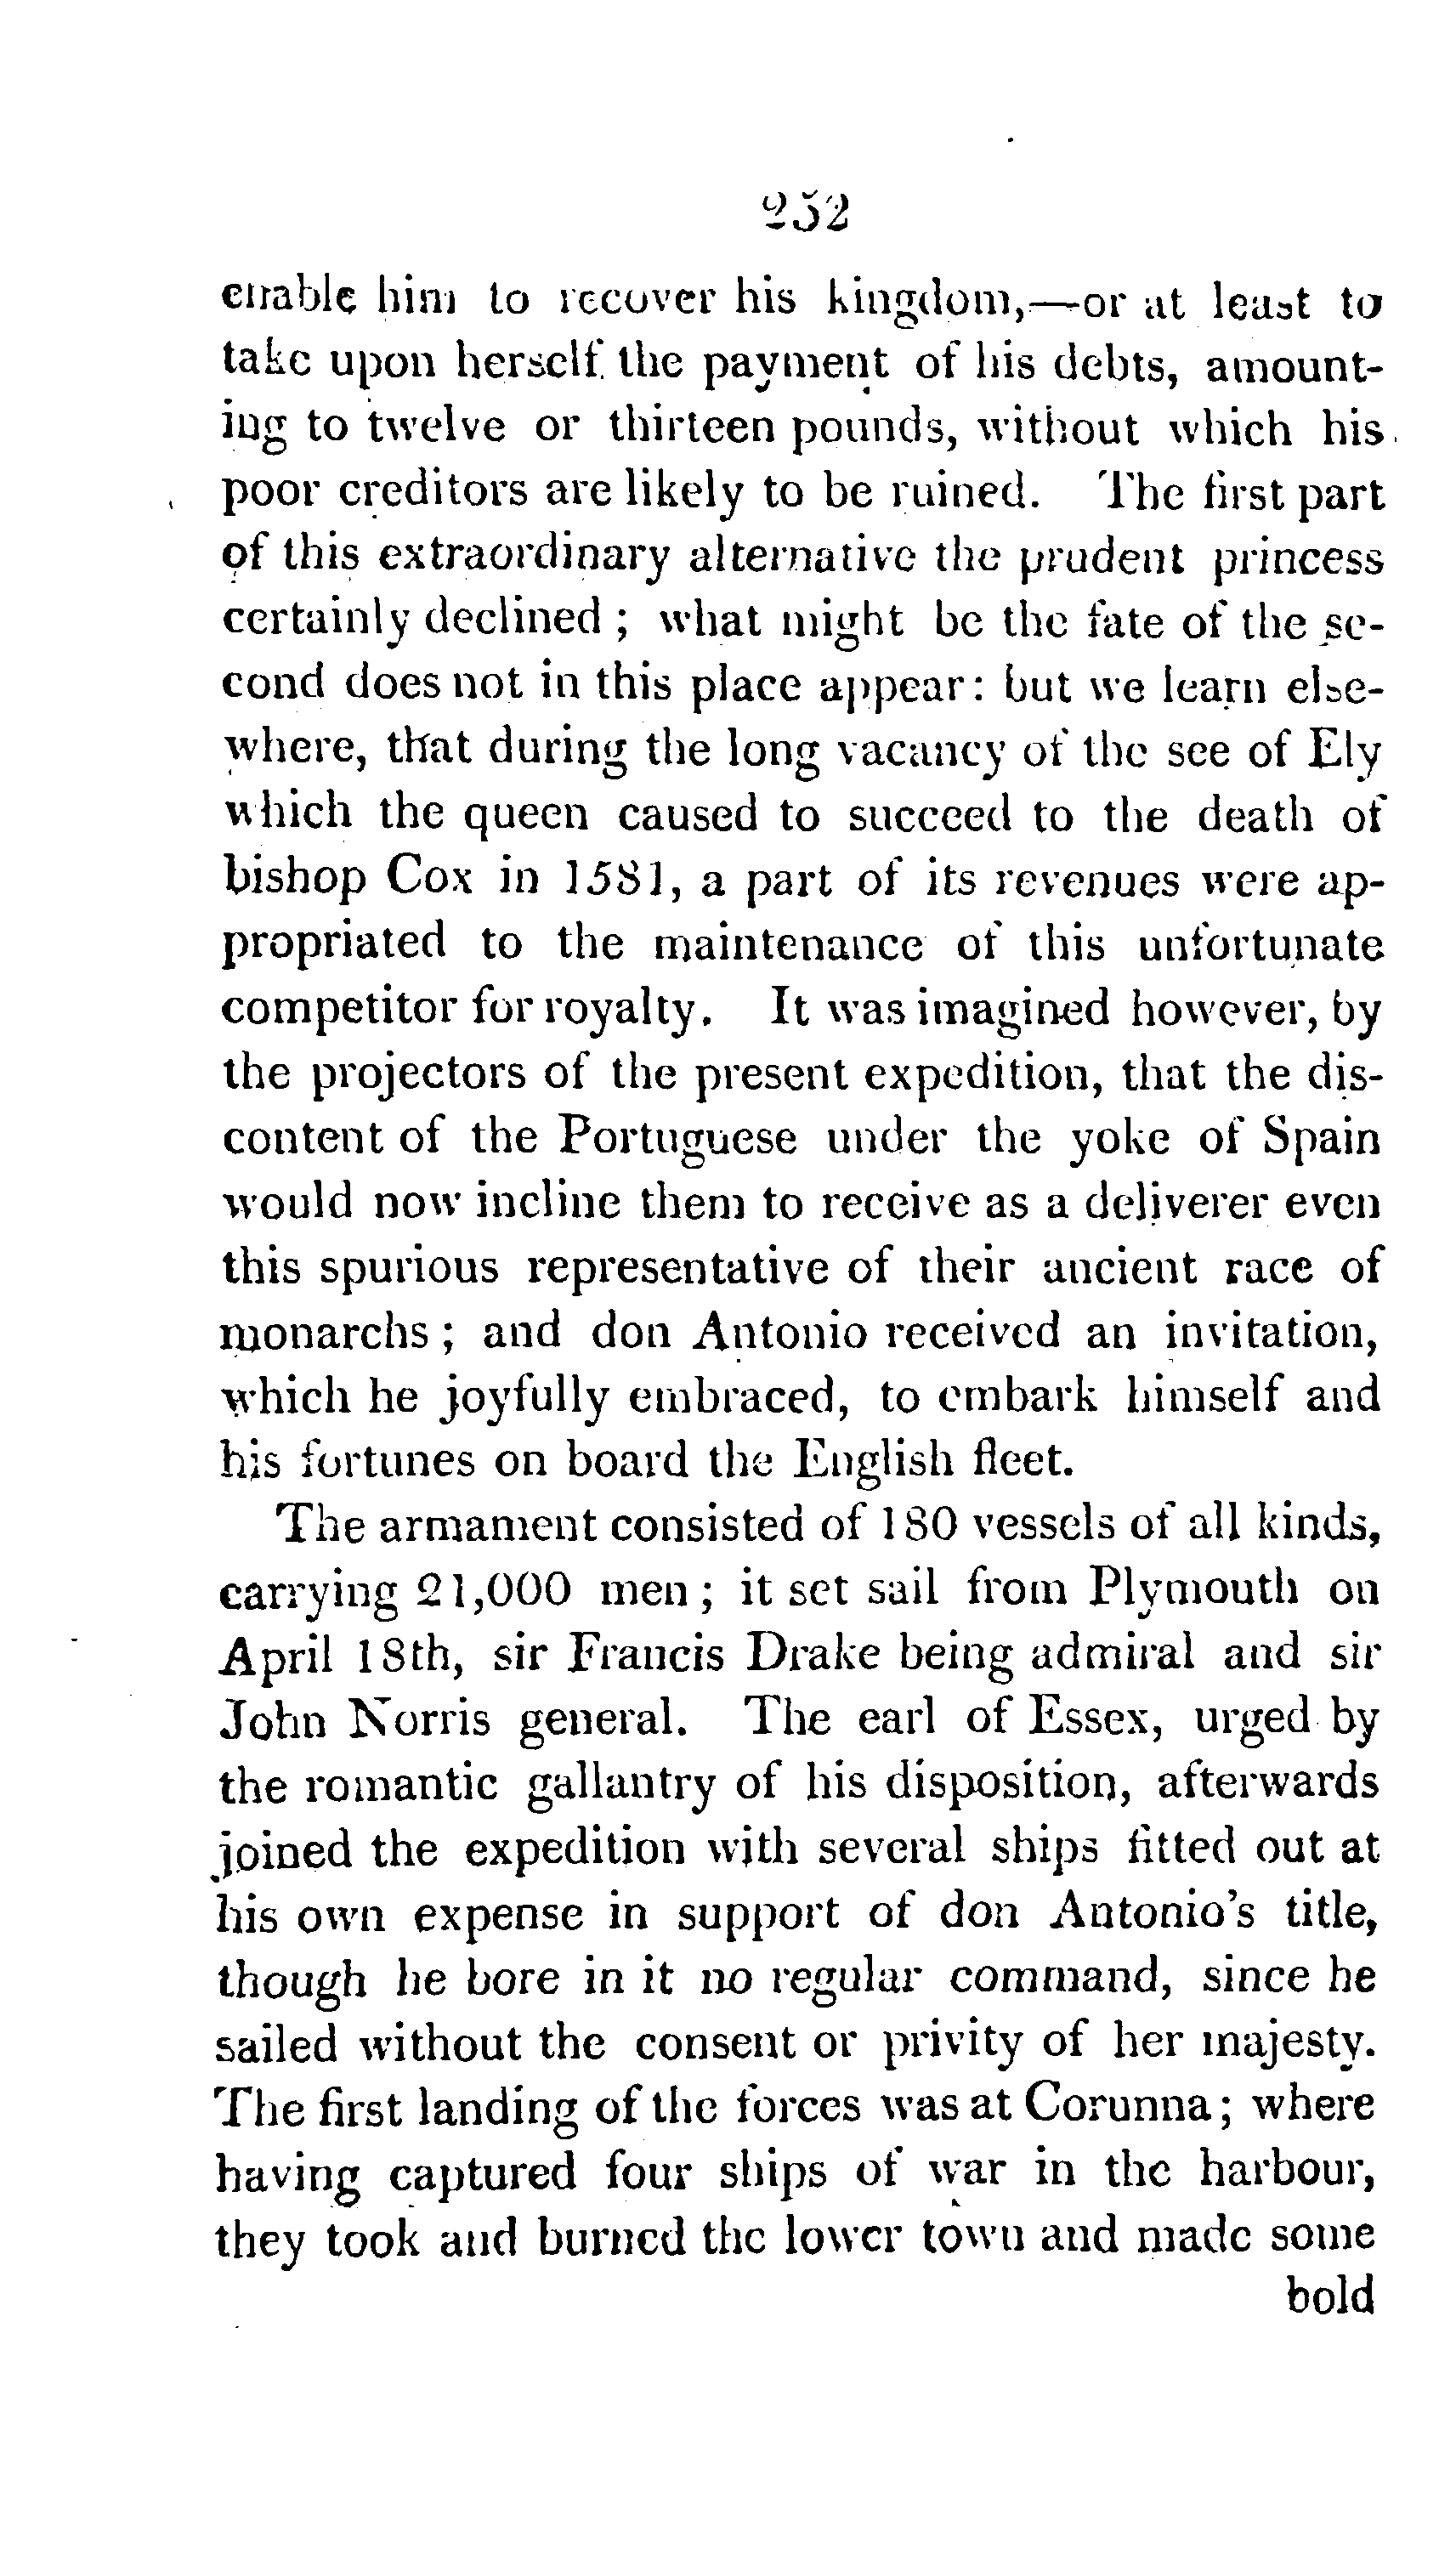 252
enable him to recover his kingdom,—or at least to
take upon herself the payment of his debts, amount-
ing to twelve or thirteen pounds, without which his
poor creditors are likely to be ruined. The first part
of this extraordinary alternative the prudent princess
certainly declined ; what might be the fate of the se-
cond does not in this place appear: but we learn else-
where, that during the long vacancy of the see of Ely
which the queen caused to succeed to the death of
bishop Cox in 1581, a part of its revenues were ap-
propriated to the maintenance of this unfortunate
competitor for royalty. It was imagined however, by
the projectors of the present expedition, that the dis-
content of the Portuguese under the yoke of Spain
would now incline them to receive as a deliverer even
this spurious representative of their ancient race of
monarchs ; and don Antonio received an invitation,
which he joyfully embraced, to embark himself and
his fortunes on board the English fleet.
The armament consisted of 180 vessels of all kinds,
carrying 21,000 men ; it set sail from Plymouth on
April 18th, sir Francis Drake being admiral and sir
John Norris general. The earl of Essex, urged by
the romantic gallantry of his disposition, afterwards
joined the expedition with several ships fitted out at
his own expense in support of don Antonio's title,
though he bore in it no regular command, since he
sailed without the consent or privity of her majesty.
The first landing of the forces was at Corunna ; where
having captured four ships of war in the harbour,
they took and burned the lower town and made some
bold